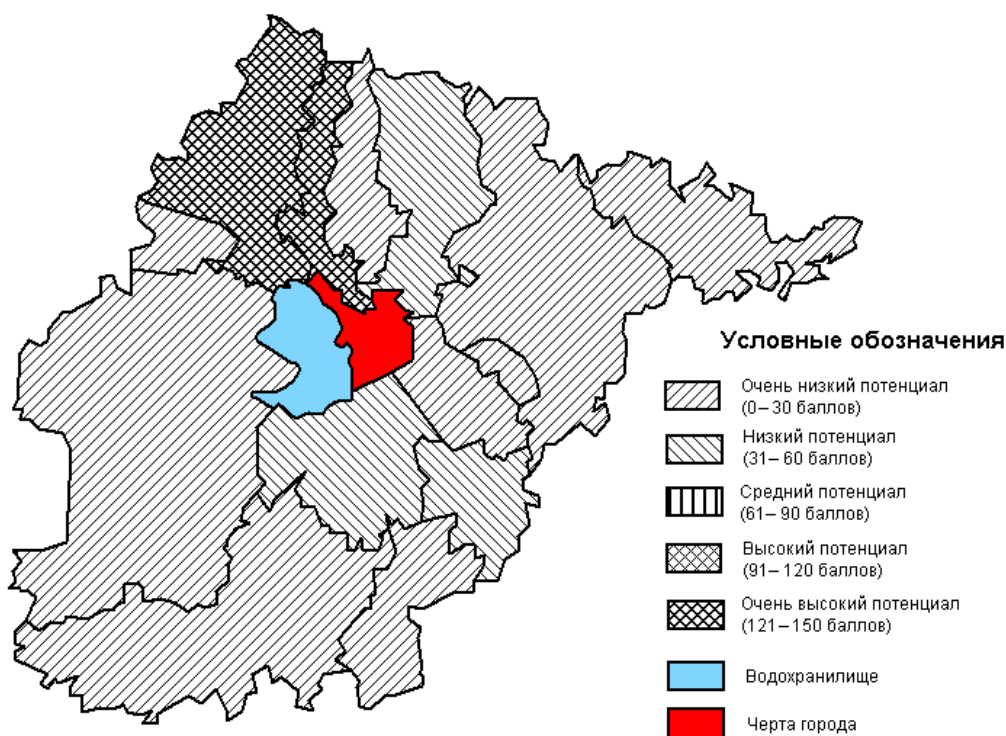 Условные обозначения
Очень низкий потенциал
(0– 30 баллов)
Низкий потенциал
(31– 60 баллов)
Средний потенциал
(61– 90 баллов)
Высокий потенциал
(91–120 баллов)
Очень высокий потенциал
(121–150 баллов)
Водохранилище
Черта города